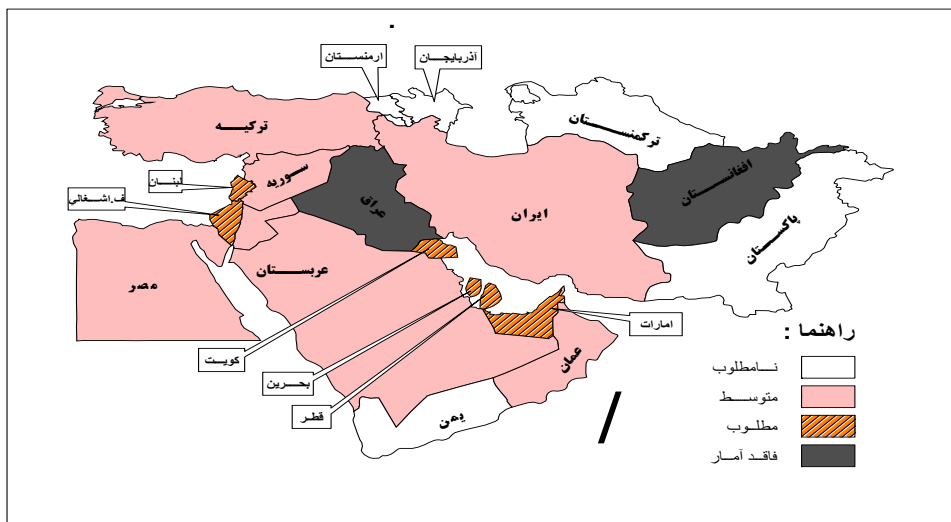 ارمنستان
آذربایجان
ترکمنستان
ترکیه
افغانستان
سوریه
لبنان
عراق
ف.اشغالي
ایران
پاکستان
عربستان
مصر
امارات
کویت
عمان
بحرین
قطر
یمن
راهنما :
نامطلوب
متوسط
مطلوب
فاقد آمار
/